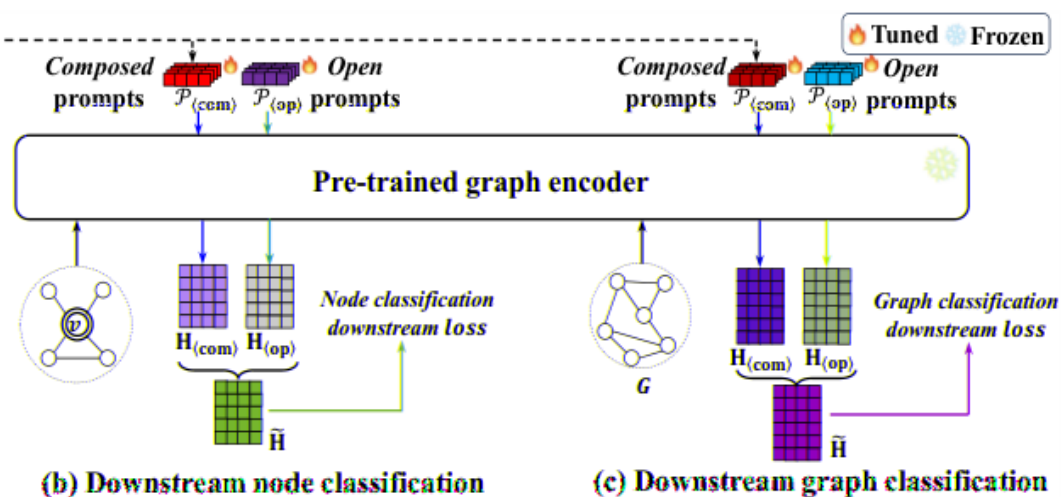 Tuned Frozen
Composed prompts
𝒫⟨com⟩
𝒫⟨op⟩
Open prompts
Composed prompts
𝒫⟨com⟩
𝒫⟨op⟩
Open prompts
Pre-trained graph encoder
v
H⟨com⟩
H⟨op⟩
H̃
Node classification
downstream loss
G
H⟨com⟩
H⟨op⟩
H̃
Graph classification
downstream loss
(b) Downstream node classification
(c) Downstream graph classification